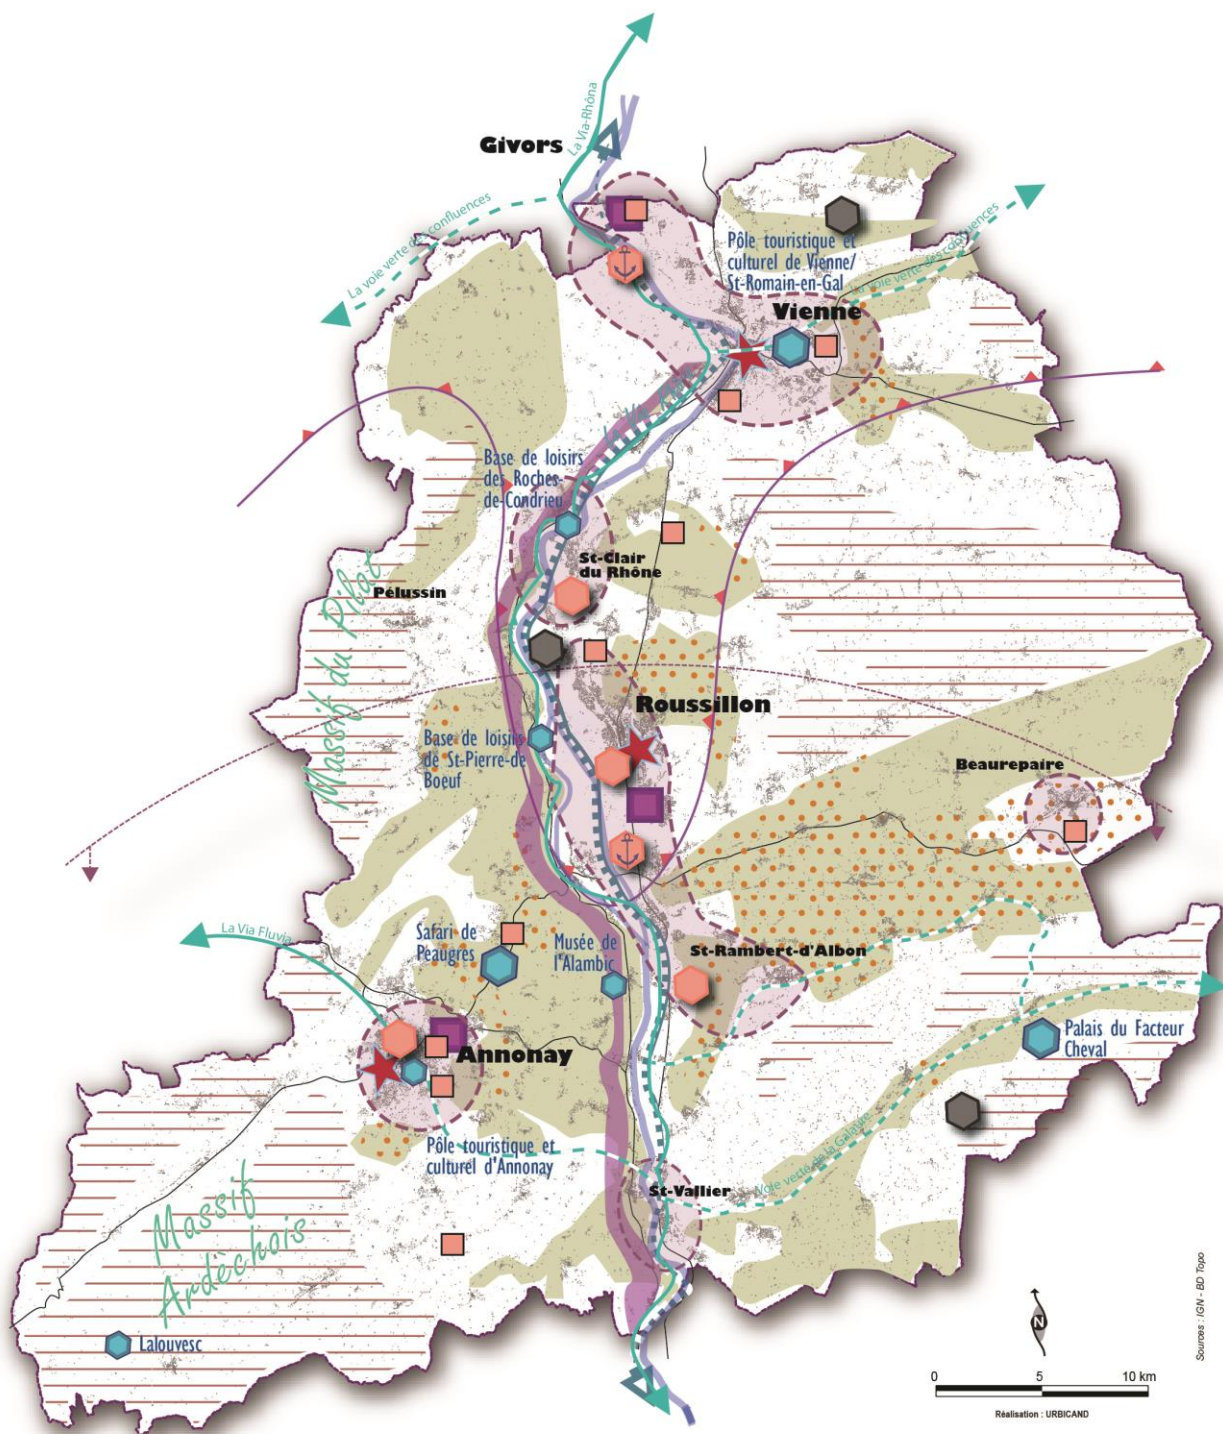 La Via-Rhôna
Givors
La voie verte des confluences
Pôle touristique et
culturel de Vienne/
St-Romain-en-Gal
La voie verte des confluences
Vienne
Base de loisirs
des Roches-
de-Condrieu
St-Clair
du Rhône
Pélussin
Massif du Pilat
Roussillon
Base de loisirs
de St-Pierre-de
Boeuf
Beaurepaire
La Via Fluvia
Safari de
Peaugres
Musée de
l'Alambic
St-Rambert-d'Albon
Annonay
Palais du Facteur
Cheval
Pôle touristique et
culturel d'Annonay
Voie verte de la Galaure
St-Vallier
Massif
Ardèchois
Lalouvesc
N
0 5 10 km
Réalisation : URBICAND
Sources : IGN - BD Topo